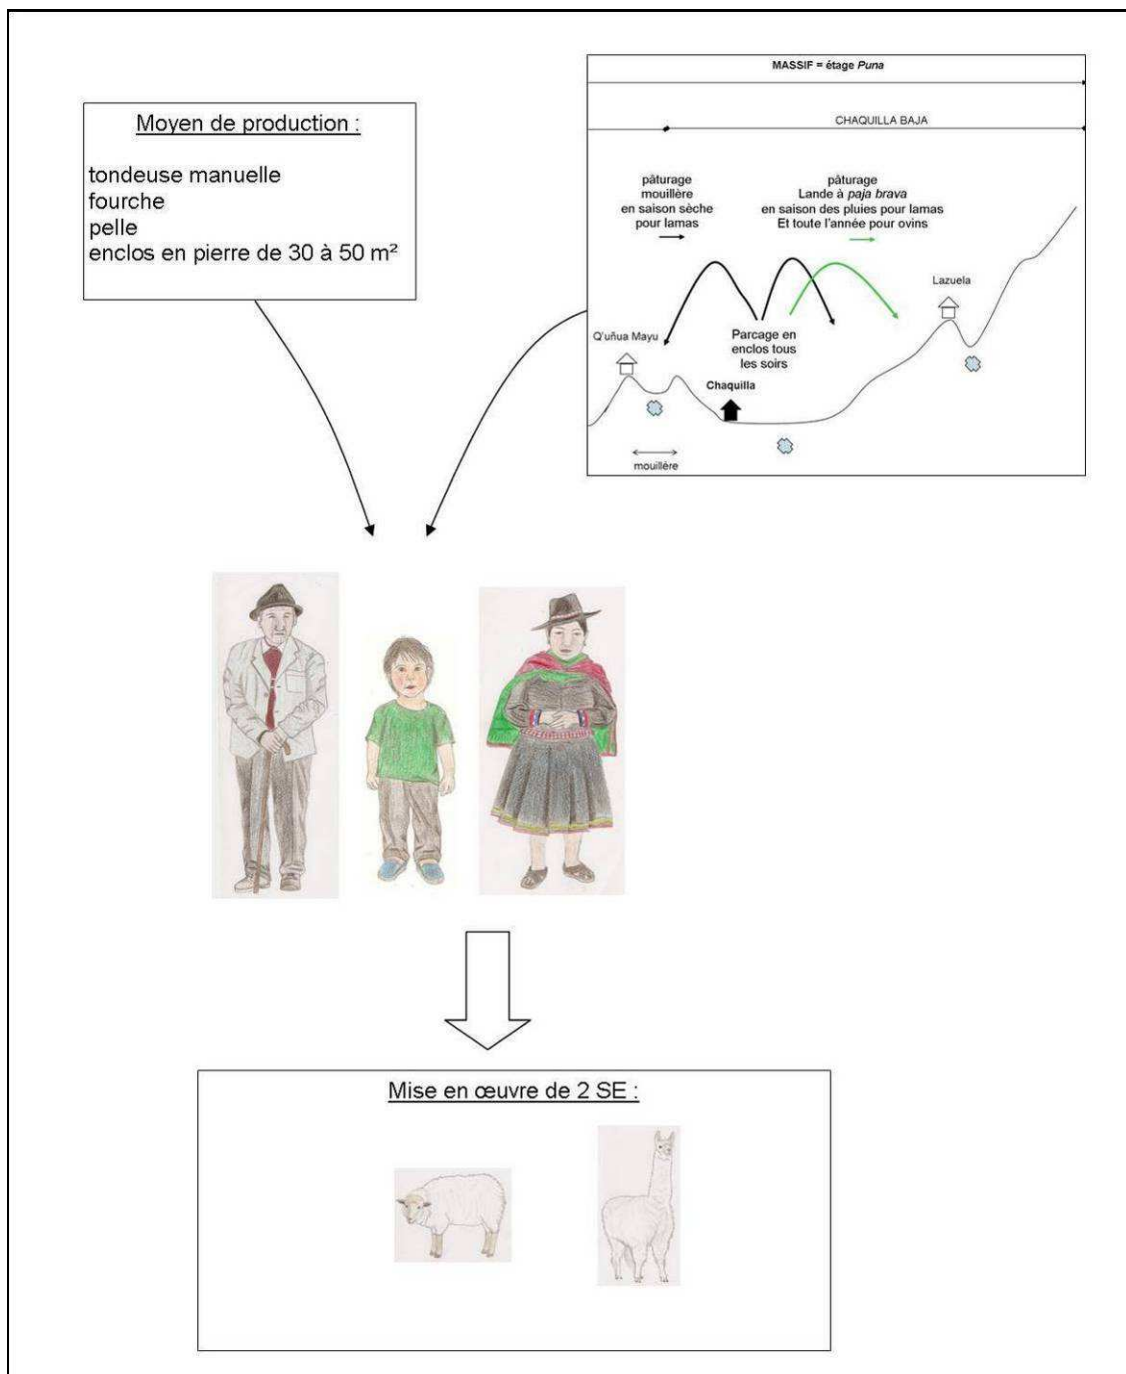 Moyen de production :
tondeuse manuelle
fourche
pelle
enclos en pierre de 30 à 50 m²
MASSIF = étage Puna
CHAQUILLA BAJA
pâturage
mouillère
en saison sèche
pour lamas
pâturage
Lande à paja brava
en saison des pluies pour lamas
Et toute l'année pour ovins
Lazuela
Q'uñua Mayu
Parcage en
enclos tous
les soirs
Chaquilla
mouillère
Mise en œuvre de 2 SE :